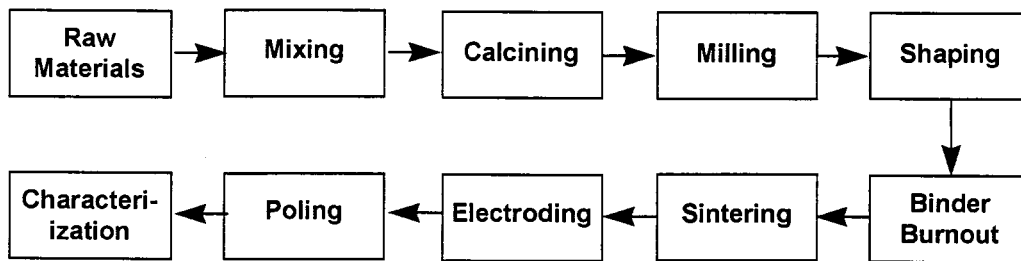 Raw
Materials
Mixing
Calcining
Milling
Shaping
Binder
Burnout
Sintering
Electroding
Poling
Characteri-
ization